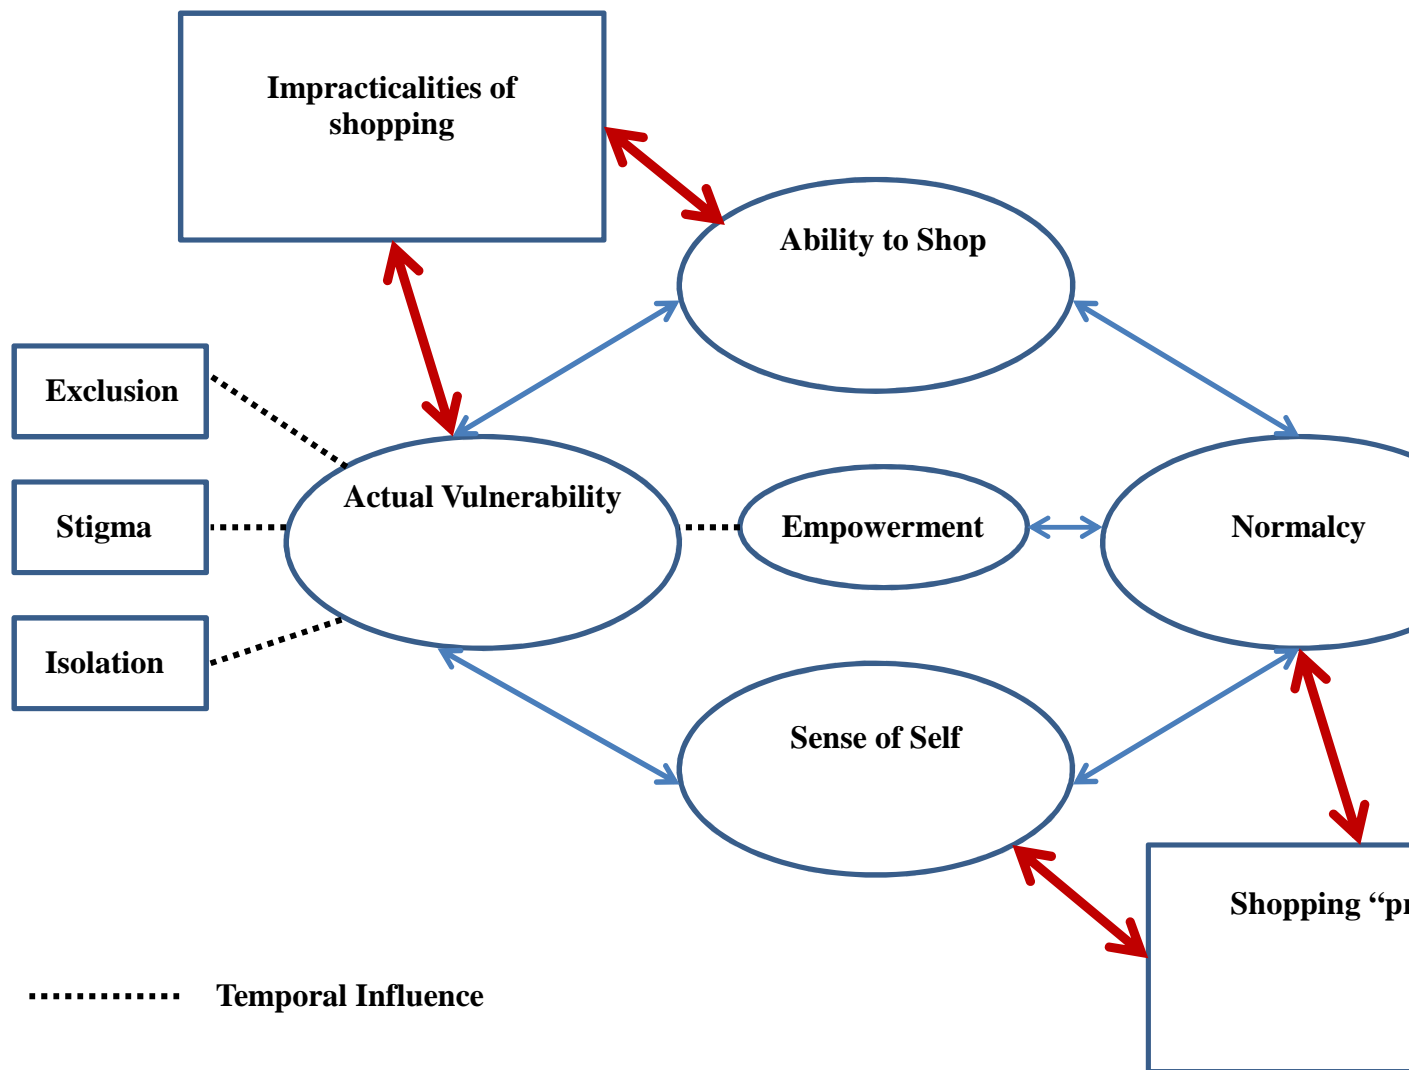 Impracticalities of
shopping
Ability to Shop
Exclusion
Actual Vulnerability
Stigma
Empowerment
Normalcy
Isolation
Sense of Self
Shopping “pr
Temporal Influence